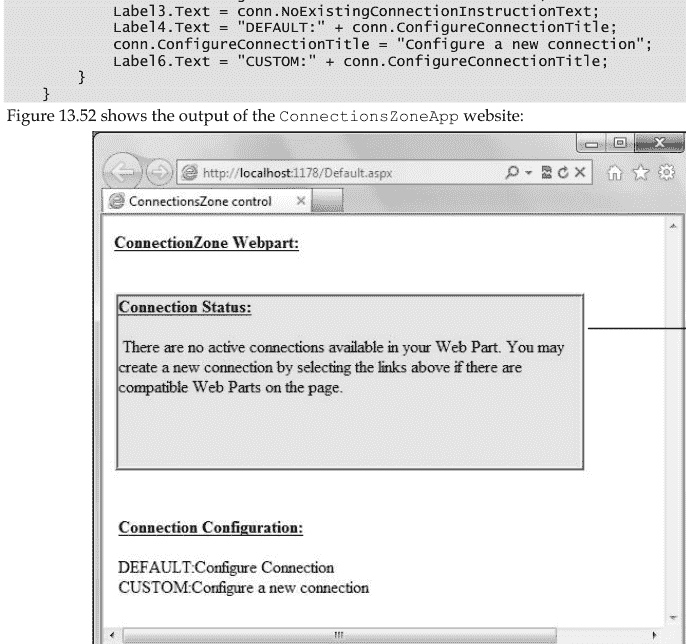 Label3.Text = conn.NoExistingConnectionInstructionText;
Label4.Text = "DEFAULT:" + conn.ConfigureConnectionTitle;
conn.ConfigureConnectionTitle = "Configure a new connection";
Label6.Text = "CUSTOM:" + conn.ConfigureConnectionTitle;
}
}
Figure 13.52 shows the output of the ConnectionsZoneApp website:
http://localhost:1178/Default.aspx
ConnectionsZone control
ConnectionZone Webpart:
Connection Status:
There are no active connections available in your Web Part. You may
create a new connection by selecting the links above if there are
compatible Web Parts on the page.
Connection Configuration:
DEFAULT:Configure Connection
CUSTOM:Configure a new connection